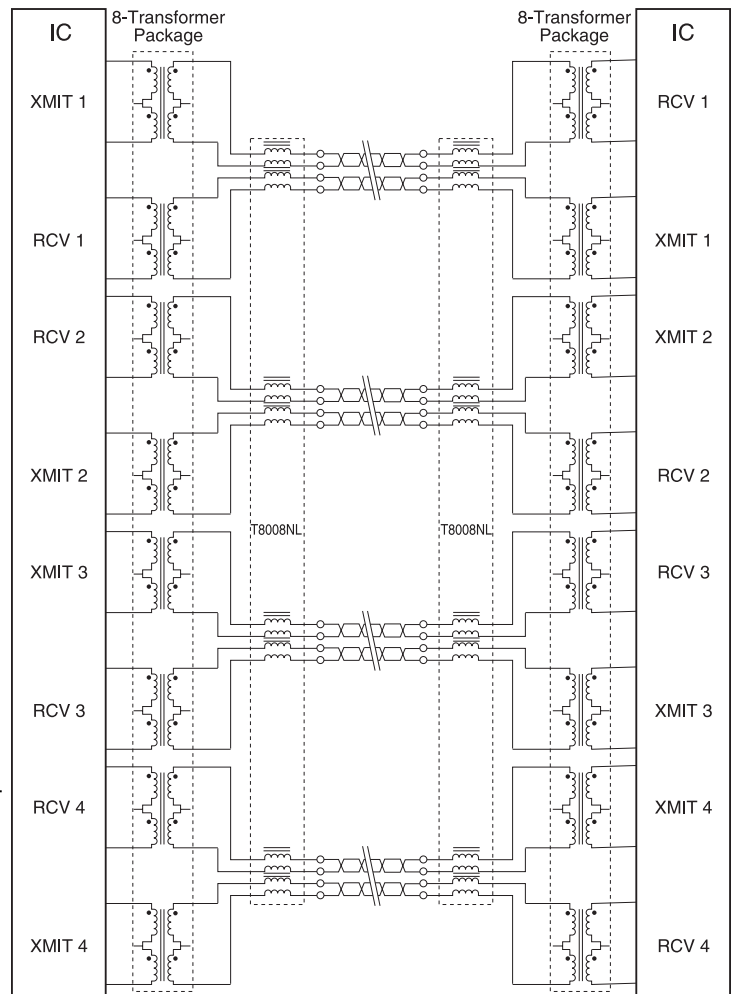 8-Transformer
Package
8-Transformer
Package
IC
IC
XMIT 1
RCV 1
RCV 1
XMIT 1
RCV 2
XMIT 2
XMIT 2
RCV 2
T8008NL
T8008NL
XMIT 3
RCV 3
RCV 3
XMIT 3
RCV 4
XMIT 4
XMIT 4
RCV 4